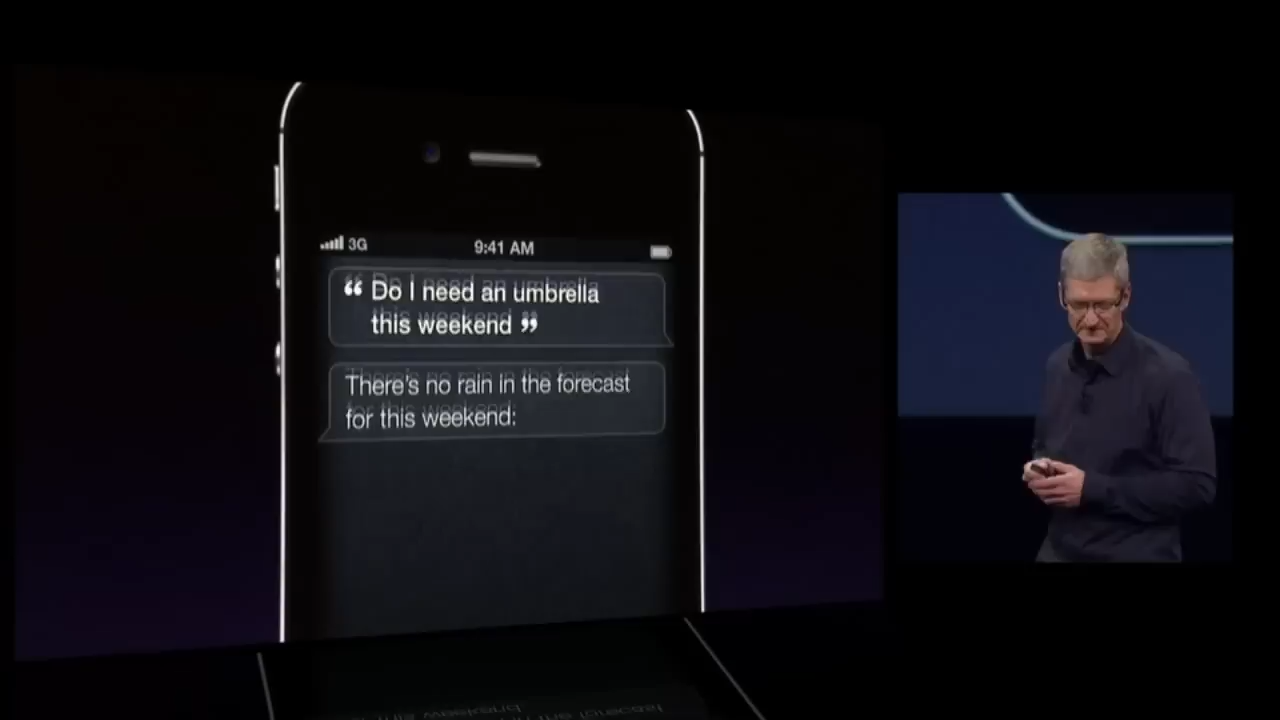 3G 9:41 AM
“ Do I need an umbrella
this weekend ”
There's no rain in the forecast
for this weekend: